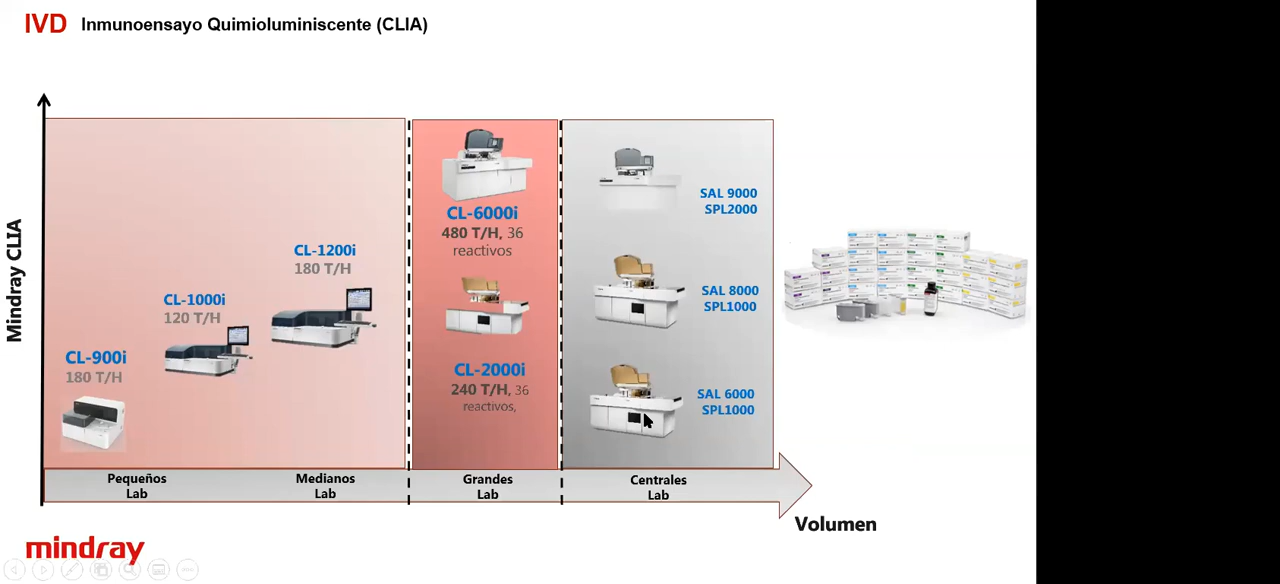 IVD Inmunoensayo Quimioluminiscente (CLIA)
Mindray CLIA
CL-900i
180 T/H
CL-1000i
120 T/H
CL-1200i
180 T/H
CL-6000i
480 T/H, 36
reactivos
CL-2000i
240 T/H, 36
reactivos,
SAL 9000
SPL2000
SAL 8000
SPL1000
SAL 6000
SPL1000
Pequeños
Lab
Medianos
Lab
Grandes
Lab
Centrales
Lab
Volumen
mindray